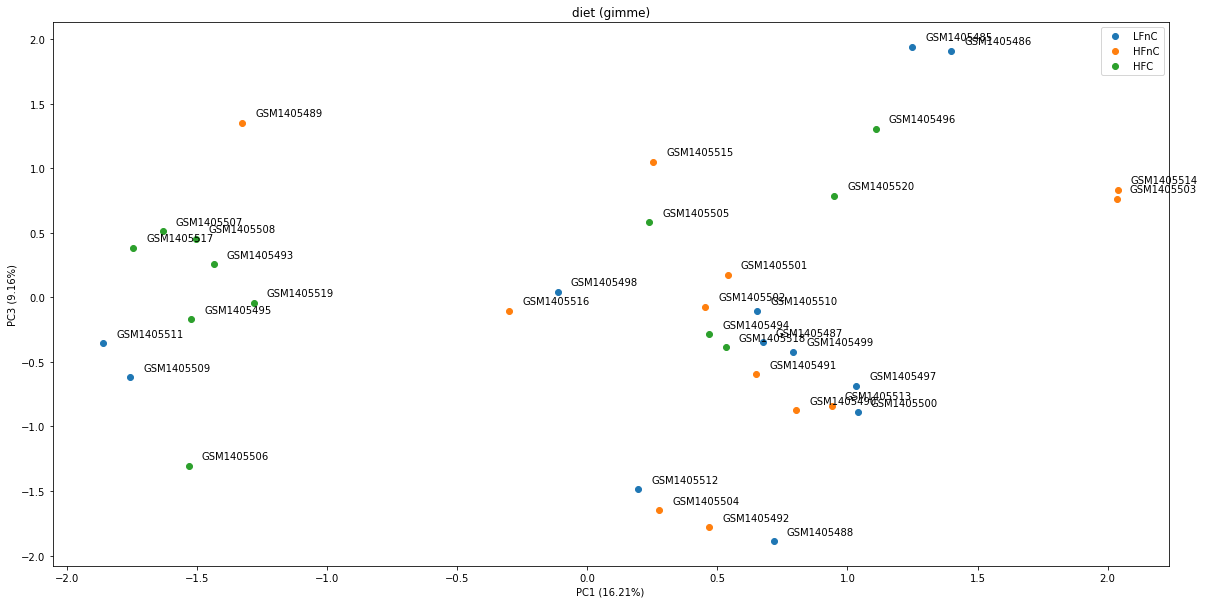 diet (gimme)
LFnC
HFnC
HFC
GSM1405485
GSM1405486
GSM1405489
GSM1405496
GSM1405515
GSM1405514
GSM1405503
GSM1405520
GSM1405505
GSM1405507
GSM1405508
GSM1405517
GSM1405493
GSM1405501
GSM1405498
GSM1405519
GSM1405516
GSM1405502
GSM1405510
GSM1405495
GSM1405494
GSM1405511
GSM1405487
GSM1405518
GSM1405499
GSM1405491
GSM1405509
GSM1405497
GSM1405513
GSM1405500
GSM1405506
GSM1405512
GSM1405504
GSM1405492
GSM1405488
2.0
1.5
1.0
0.5
0.0
−0.5
−1.0
−1.5
−2.0
PC3 (9.16%)
−2.0
−1.5
−1.0
−0.5
0.0
0.5
1.0
1.5
2.0
PC1 (16.21%)